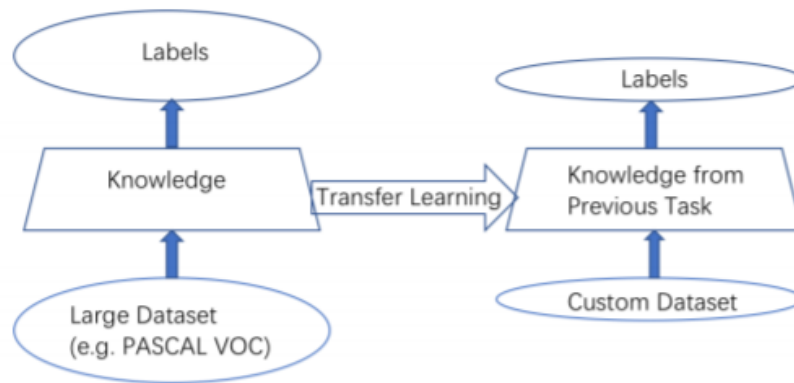 Labels
Labels
Knowledge
Transfer Learning
Knowledge from
Previous Task
Large Dataset
(e.g. PASCAL VOC)
Custom Dataset